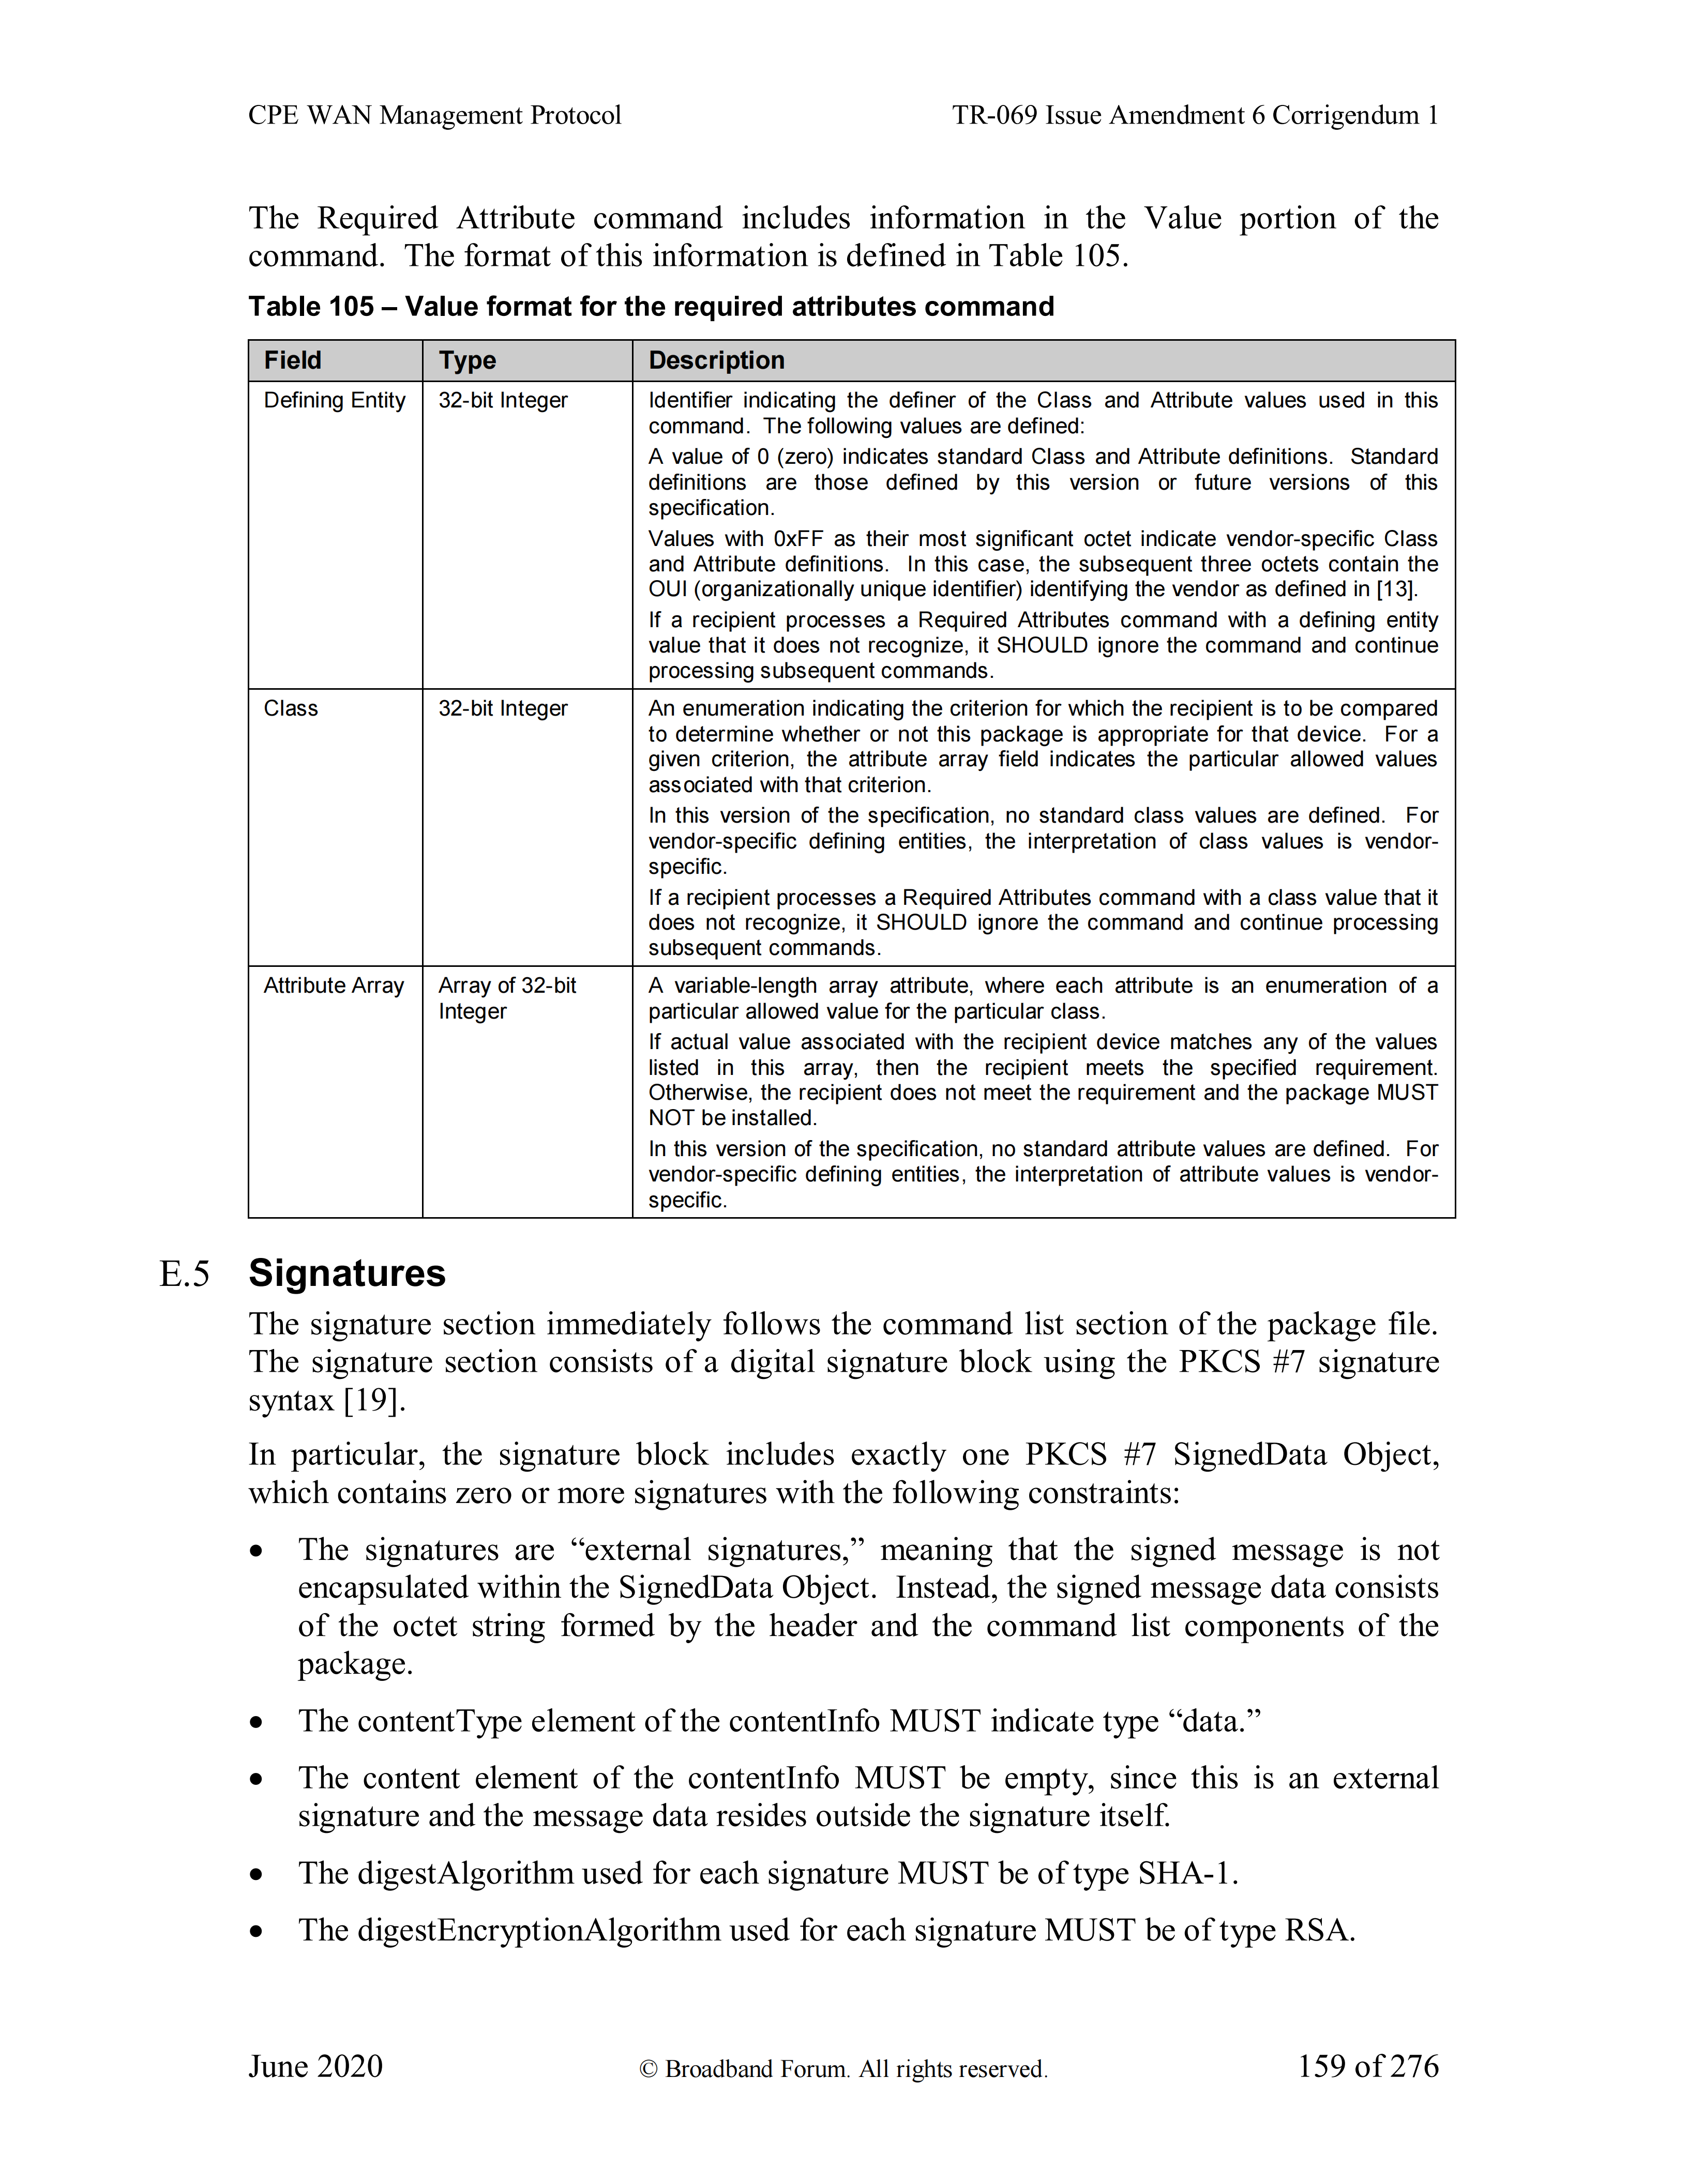 CPE WAN Management Protocol TR-069 Issue Amendment 6 Corrigendum 1
The Required Attribute command includes information in the Value portion of the
command. The format of this information is defined in Table 105.
Table 105 – Value format for the required attributes command
Field Type Description
Defining Entity 32-bit Integer Identifier indicating the definer of the Class and Attribute values used in this
command. The following values are defined:
A value of 0 (zero) indicates standard Class and Attribute definitions. Standard
definitions are those defined by this version or future versions of this
specification.
Values with 0xFF as their most significant octet indicate vendor-specific Class
and Attribute definitions. In this case, the subsequent three octets contain the
OUI (organizationally unique identifier) identifying the vendor as defined in [13].
If a recipient processes a Required Attributes command with a defining entity
value that it does not recognize, it SHOULD ignore the command and continue
processing subsequent commands.
Class 32-bit Integer An enumeration indicating the criterion for which the recipient is to be compared
to determine whether or not this package is appropriate for that device. For a
given criterion, the attribute array field indicates the particular allowed values
associated with that criterion.
In this version of the specification, no standard class values are defined. For
vendor-specific defining entities, the interpretation of class values is vendor-
specific.
If a recipient processes a Required Attributes command with a class value that it
does not recognize, it SHOULD ignore the command and continue processing
subsequent commands.
Attribute Array Array of 32-bit Integer A variable-length array attribute, where each attribute is an enumeration of a
particular allowed value for the particular class.
If actual value associated with the recipient device matches any of the values
listed in this array, then the recipient meets the specified requirement.
Otherwise, the recipient does not meet the requirement and the package MUST
NOT be installed.
In this version of the specification, no standard attribute values are defined. For
vendor-specific defining entities, the interpretation of attribute values is vendor-
specific.
E.5 Signatures
The signature section immediately follows the command list section of the package file.
The signature section consists of a digital signature block using the PKCS #7 signature
syntax [19].
In particular, the signature block includes exactly one PKCS #7 SignedData Object,
which contains zero or more signatures with the following constraints:
• The signatures are “external signatures,” meaning that the signed message is not
encapsulated within the SignedData Object. Instead, the signed message data consists
of the octet string formed by the header and the command list components of the
package.
• The contentType element of the contentInfo MUST indicate type “data.”
• The content element of the contentInfo MUST be empty, since this is an external
signature and the message data resides outside the signature itself.
• The digestAlgorithm used for each signature MUST be of type SHA-1.
• The digestEncryptionAlgorithm used for each signature MUST be of type RSA.
June 2020 © Broadband Forum. All rights reserved. 159 of 276